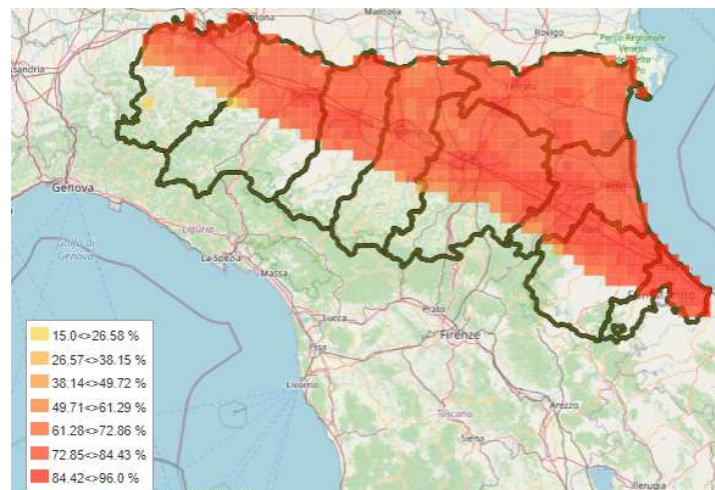 Mantova
Rovigo
Parco Regionale
Veneto
Genova
Golfo di
Genova
Liguria
La Spezia
Massa
Lucca
Prato
Pisa
Firenze
Livorno
Toscana
Arezzo
Siena
Perugia
15.0<>26.58 %
26.57<>38.15 %
38.14<>49.72 %
49.71<>61.29 %
61.28<>72.86 %
72.85<>84.43 %
84.42<>96.0 %